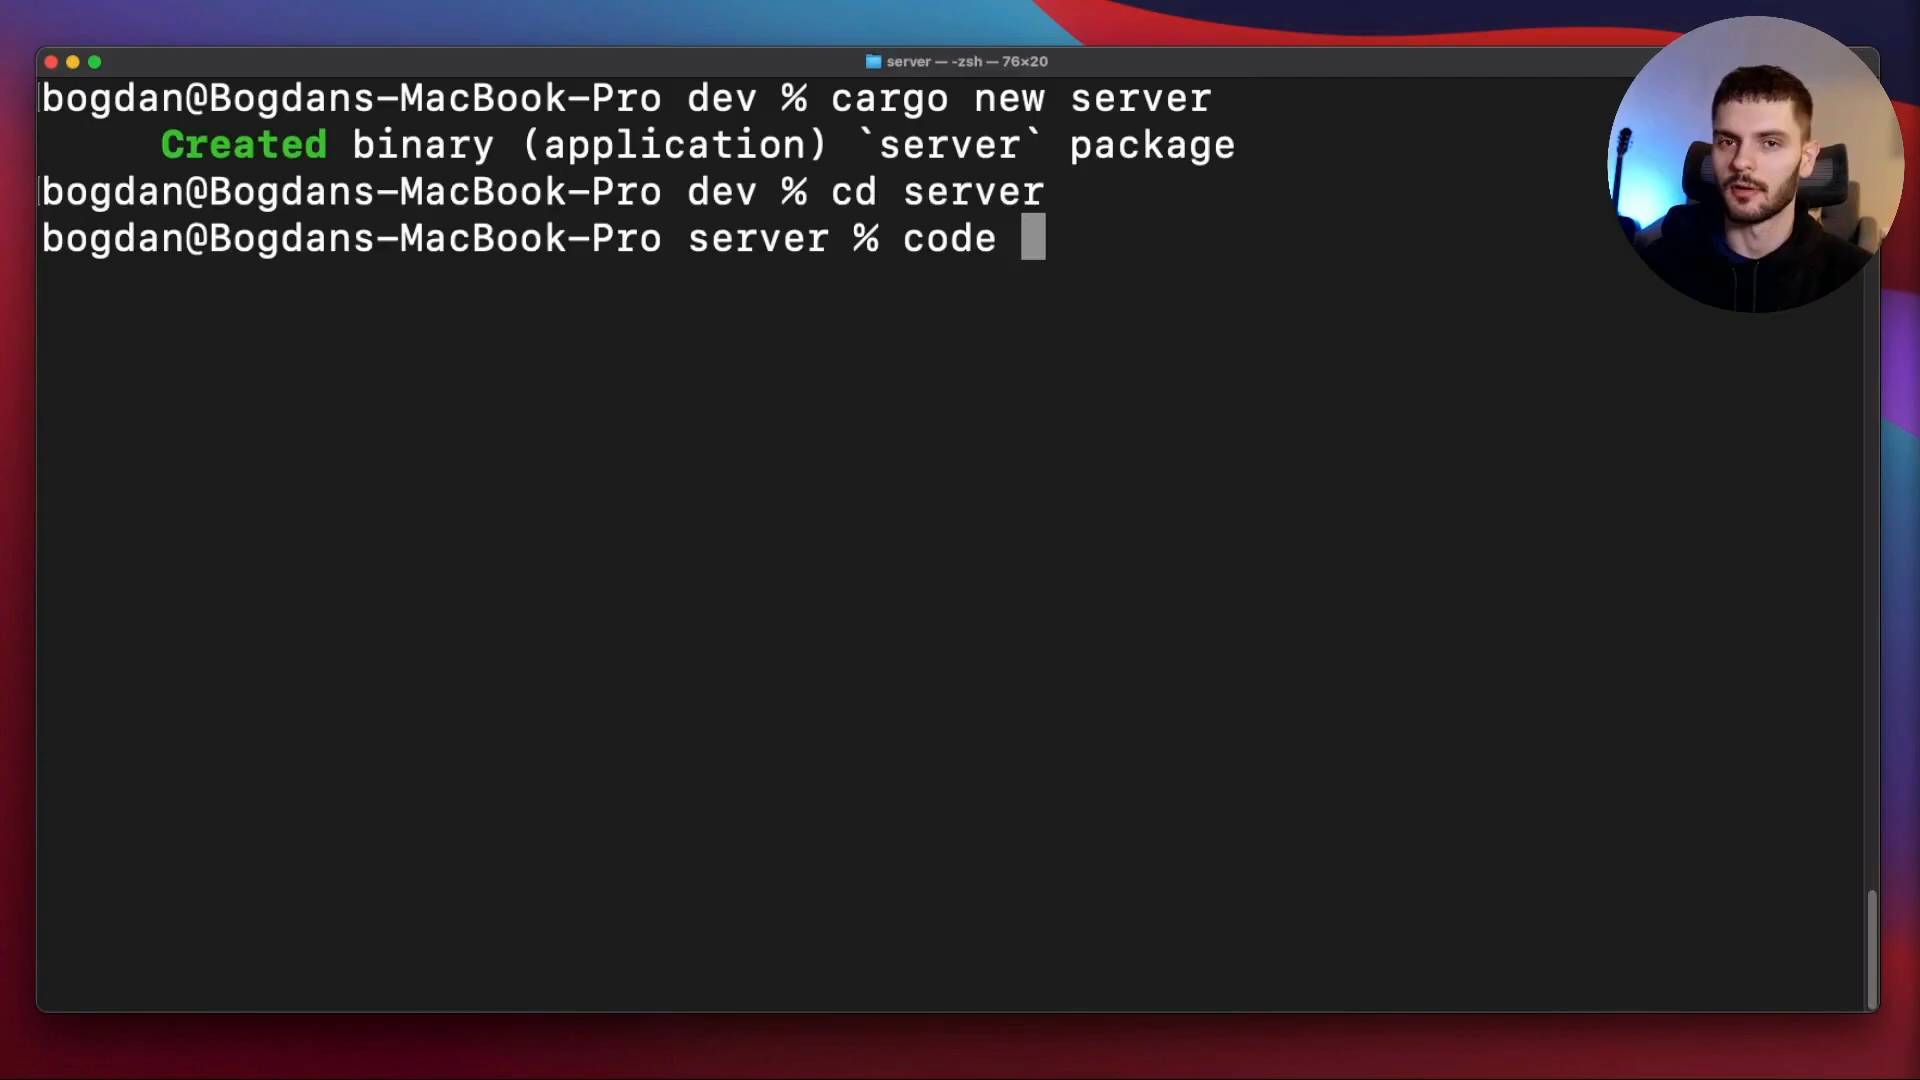 server — -zsh — 76×20
bogdan@Bogdans-MacBook-Pro dev % cargo new server
Created binary (application) `server` package
bogdan@Bogdans-MacBook-Pro dev % cd server
bogdan@Bogdans-MacBook-Pro server % code